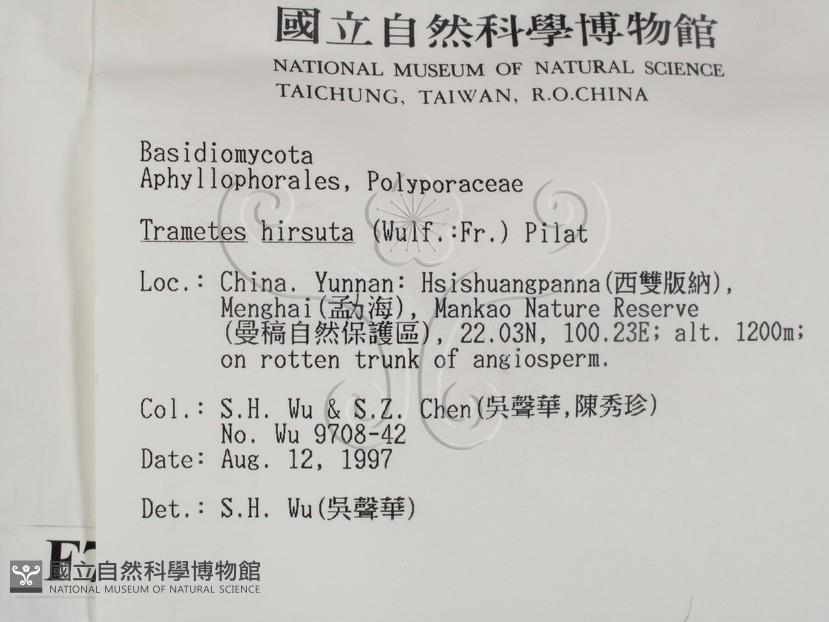 國立自然科學博物館
NATIONAL MUSEUM OF NATURAL SCIENCE
TAICHUNG, TAIWAN, R.O.CHINA
Basidiomycota
Aphyllophorales, Polyporaceae
Trametes hirsuta (Wulf.:Fr.) Pilat
Loc.: China. Yunnan: Hsishuangpanna(西雙版納),
Menghai(孟力海), Mankao Nature Reserve
(曼稿自然保護區), 22.03N, 100.23E; alt. 1200m;
on rotten trunk of angiosperm.
Col.: S.H. Wu & S.Z. Chen(吳聲華,陳秀珍)
No. Wu 9708-42
Date: Aug. 12, 1997
Det.: S.H. Wu(吳聲華)
國立自然科學博物館
NATIONAL MUSEUM OF NATURAL SCIENCE